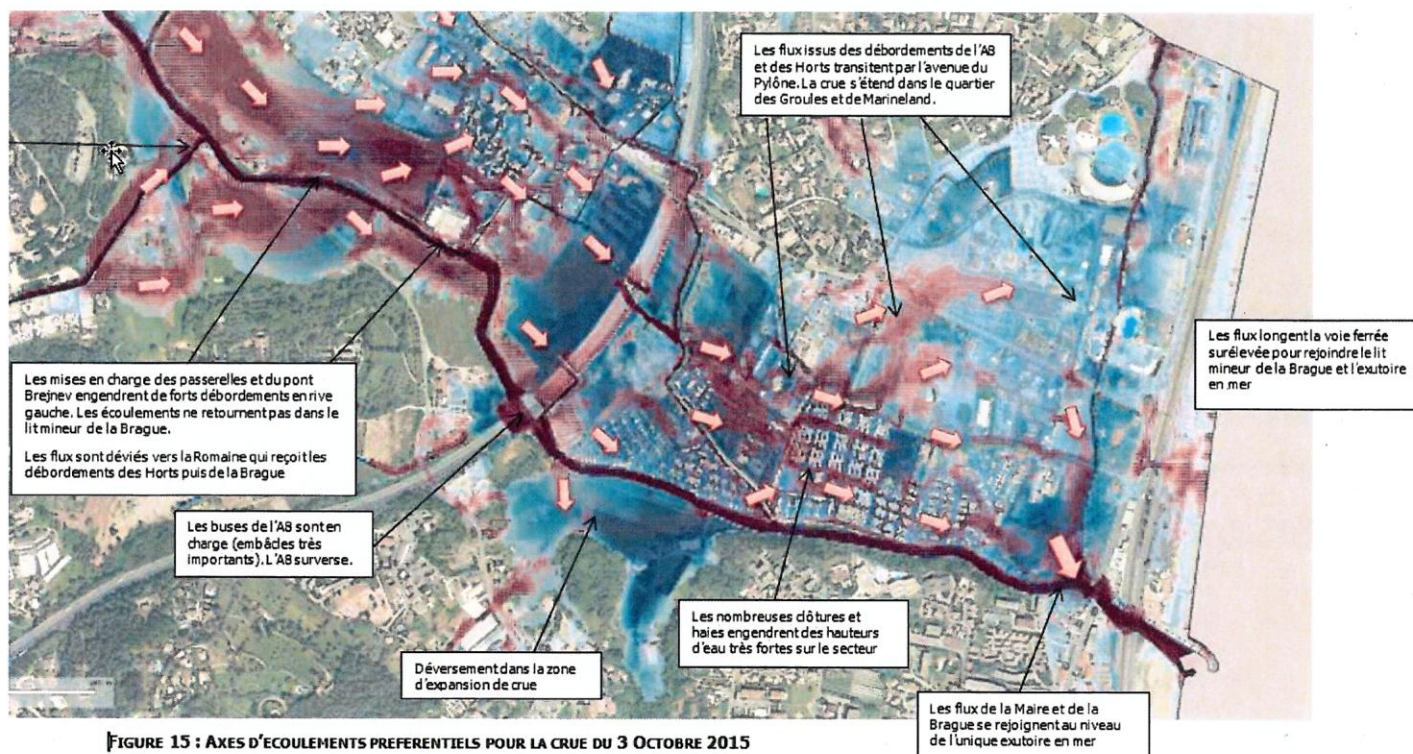 Les flux issus des débordements de l'A8
et des Horts transitent par l'avenue du
Pylône. La crue s'étend dans le quartier
des Groules et de Marineland.
Les flux longent la voie ferrée
surélevée pour rejoindre le lit
mineur de la Brague et l'exutoire
en mer
Les mises en charge des passerelles et du pont
Brejnev engendrent de forts débordements en rive
gauche. Les écoulements ne retournent pas dans le
lit mineur de la Brague.
Les flux sont déviés vers la Romaine qui reçoit les
débordements des Horts puis de la Brague
Les buses de l'A8 sont en
charge (embâcles très
importants). L'A8 surverse.
Déversement dans la zone
d'expansion de crue
Les nombreuses clôtures et
haies engendrent des hauteurs
d'eau très fortes sur le secteur
Les flux de la Maire et de la
Brague se rejoignent au niveau
de l'unique exutoire en mer
FIGURE 15 : AXES D'ECOULEMENTS PREFERENTIELS POUR LA CRUE DU 3 OCTOBRE 2015